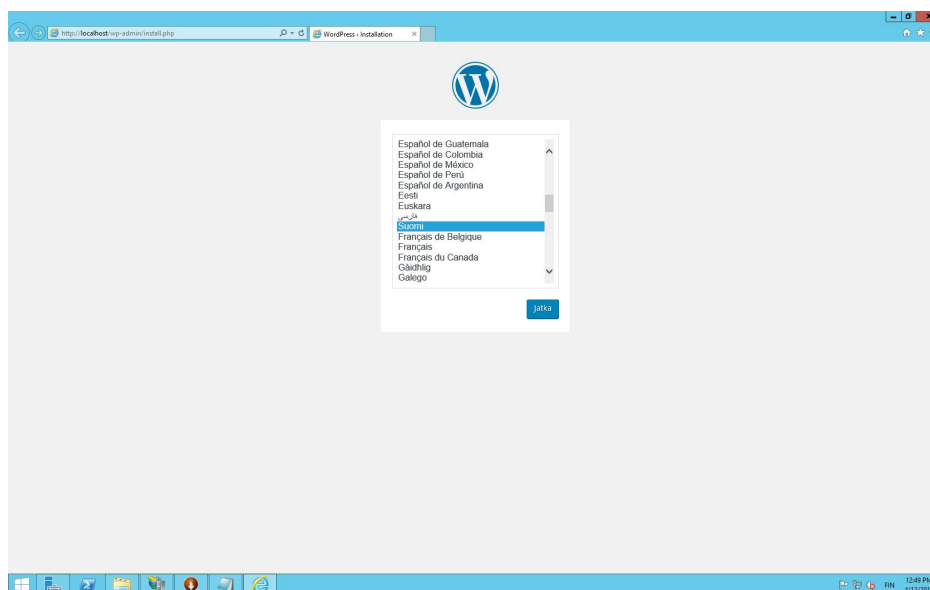 http://localhost/wp-admin/install.php
WordPress › Installation
Español de Guatemala
Español de Colombia
Español de México
Español de Perú
Español de Argentina
Eesti
Euskara
فارسی
Suomi
Français de Belgique
Français
Français du Canada
Gàidhlig
Galego
Jatka
FIN
12:49 PM